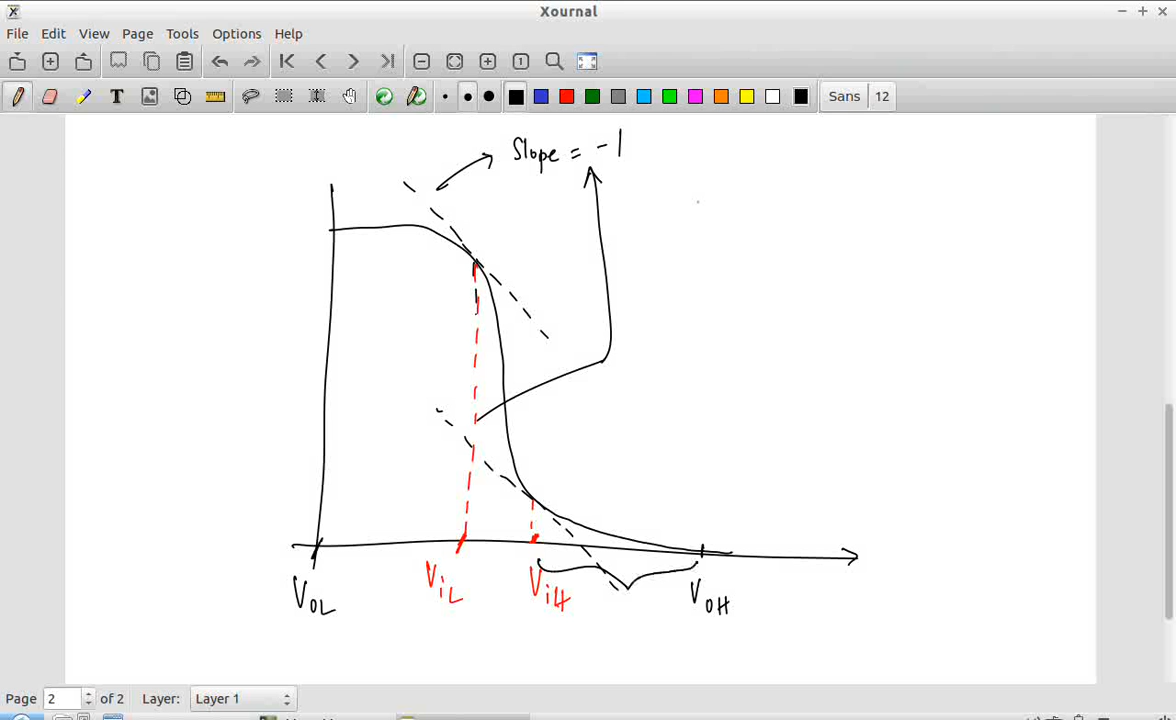 Xournal
File Edit View Page Tools Options Help
Sans 12
Slope = -1
VOL
ViL
ViH
VOH
Page 2 of 2 Layer: Layer 1